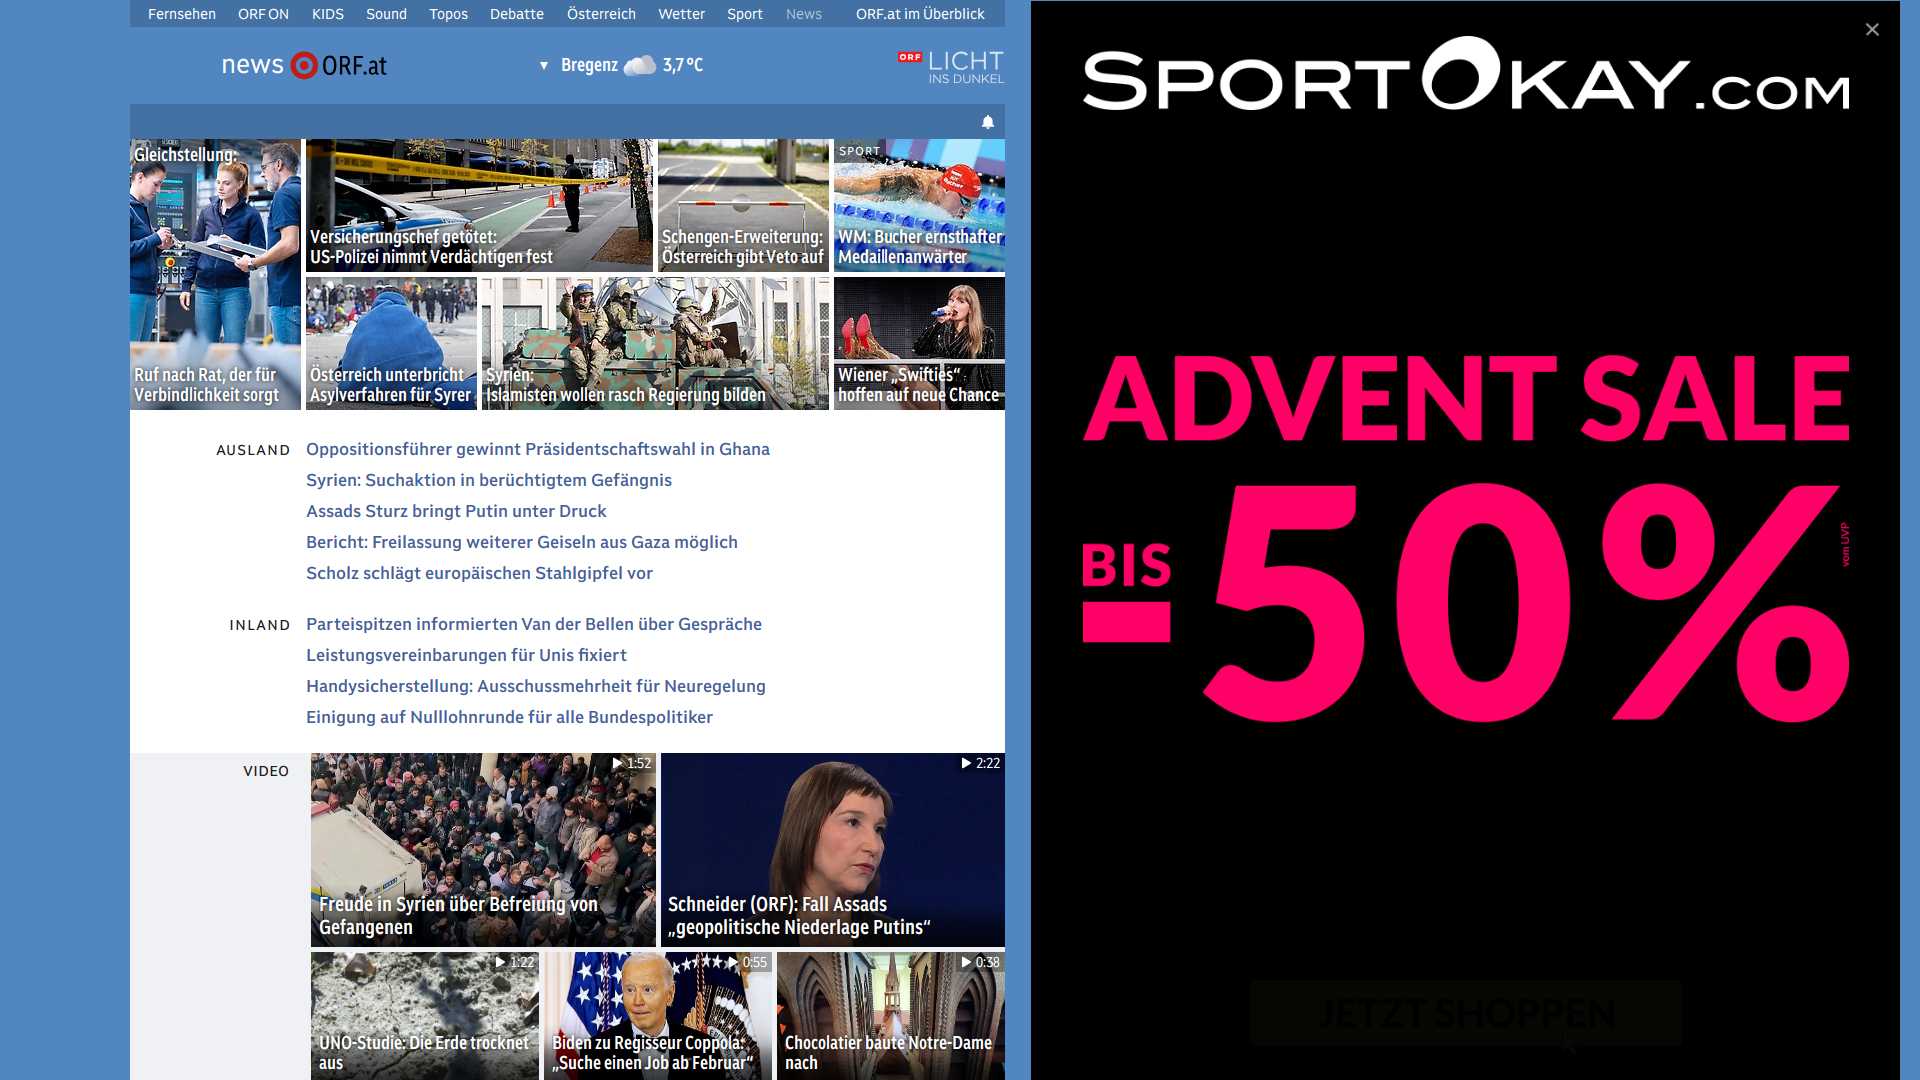 Fernsehen ORF ON KIDS Sound Topos Debatte Österreich Wetter Sport News ORF.at im Überblick
news ORF.at
Bregenz 3,7 °C
ORF LICHT
INS DUNKEL
Gleichstellung:
Ruf nach Rat, der für
Verbindlichkeit sorgt
Versicherungschef getötet:
US-Polizei nimmt Verdächtigen fest
Schengen-Erweiterung:
Österreich gibt Veto auf
SPORT
WM: Bucher ernsthafter
Medaillenanwärter
Österreich unterbricht
Asylverfahren für Syrer
Syrien:
Islamisten wollen rasch Regierung bilden
Wiener „Swifties“
hoffen auf neue Chance
AUSLAND
Oppositionsführer gewinnt Präsidentschaftswahl in Ghana
Syrien: Suchaktion in berüchtigtem Gefängnis
Assads Sturz bringt Putin unter Druck
Bericht: Freilassung weiterer Geiseln aus Gaza möglich
Scholz schlägt europäischen Stahlgipfel vor
INLAND
Parteispitzen informierten Van der Bellen über Gespräche
Leistungsvereinbarungen für Unis fixiert
Handysicherstellung: Ausschussmehrheit für Neuregelung
Einigung auf Nulllohnrunde für alle Bundespolitiker
VIDEO
1:52
Freude in Syrien über Befreiung von
Gefangenen
2:22
Schneider (ORF): Fall Assads
„geopolitische Niederlage Putins“
1:22
UNO-Studie: Die Erde trocknet
aus
0:55
Biden zu Regisseur Coppola:
„Suche einen Job ab Februar“
0:38
Chocolatier baute Notre-Dame
nach
SPORTOKAY.COM
ADVENT SALE
BIS
-50%
vom UVP
JETZT SHOPPEN